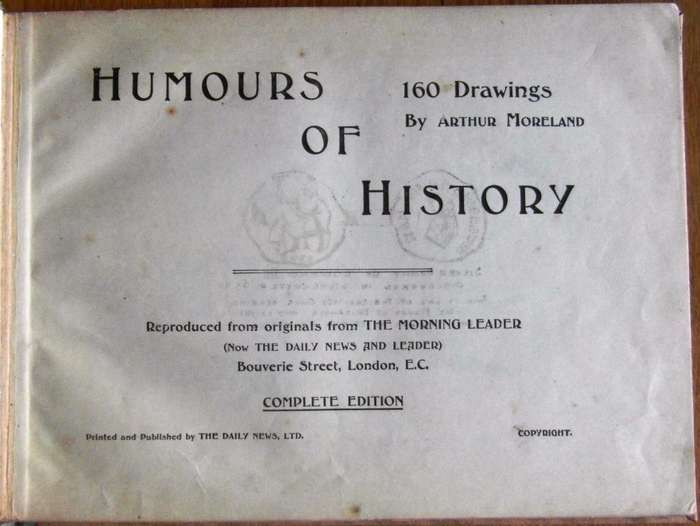 HUMOURS
OF
HISTORY
160 Drawings
By ARTHUR MORELAND
Reproduced from originals from THE MORNING LEADER
(Now THE DAILY NEWS AND LEADER)
Bouverie Street, London, E.C.
COMPLETE EDITION
Printed and Published by THE DAILY NEWS, LTD.
COPYRIGHT.